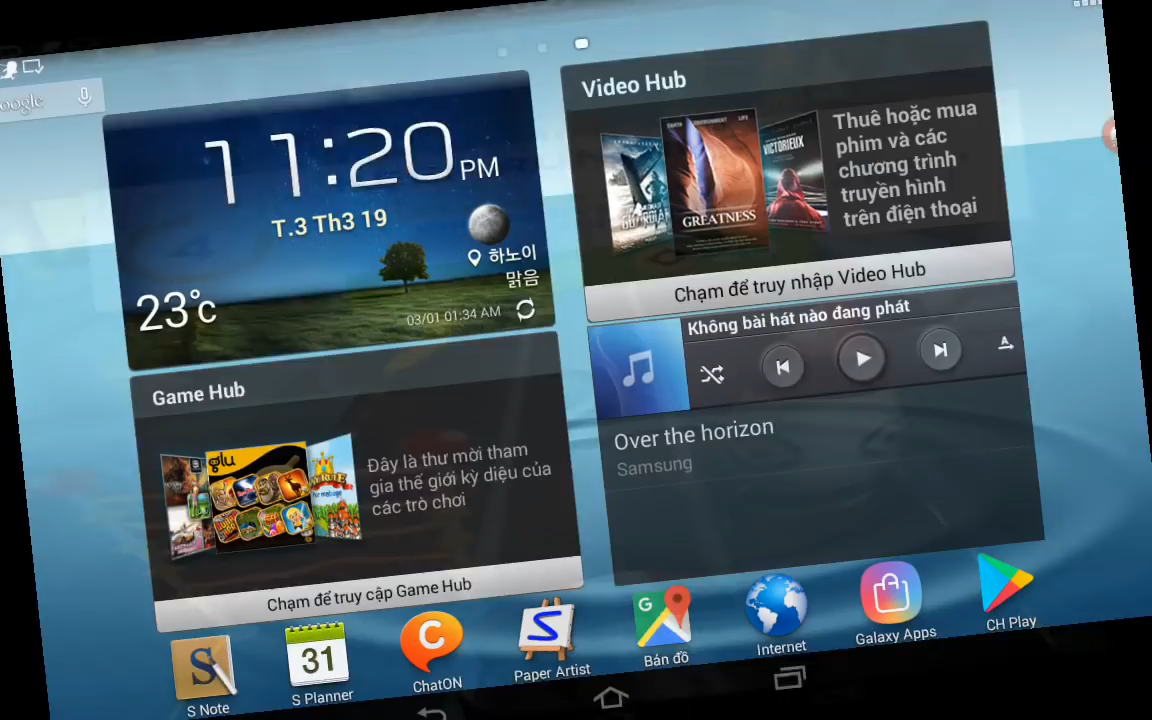 oogle
11:20 PM
T.3 Th3 19
하노이
맑음
23°c
03/01 01:34 AM
Video Hub
EARTH ENVIRONMENT LIFE
GREATNESS
VICTORIEUX
Thuê hoặc mua
phim và các
chương trình
truyền hình
trên điện thoại
Chạm để truy nhập Video Hub
Không bài hát nào đang phát
A
Over the horizon
Samsung
Game Hub
glu
Đây là thư mời tham
gia thế giới kỳ diệu của
các trò chơi
Chạm để truy cập Game Hub
S
31
C
S
G
S Note
S Planner
ChatON
Paper Artist
Bản đồ
Internet
Galaxy Apps
CH Play